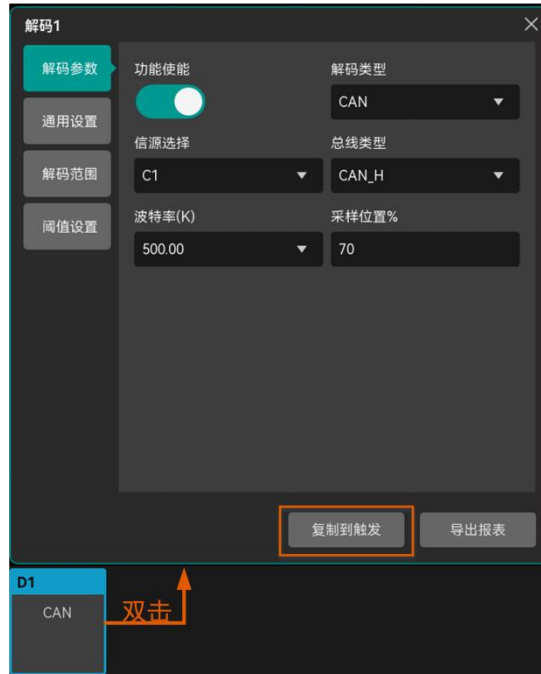 解码1
解码参数
功能使能
解码类型
CAN
通用设置
信源选择
总线类型
解码范围
C1
CAN_H
波特率(K)
采样位置%
阈值设置
500.00
70
复制到触发
导出报表
D1
CAN
双击